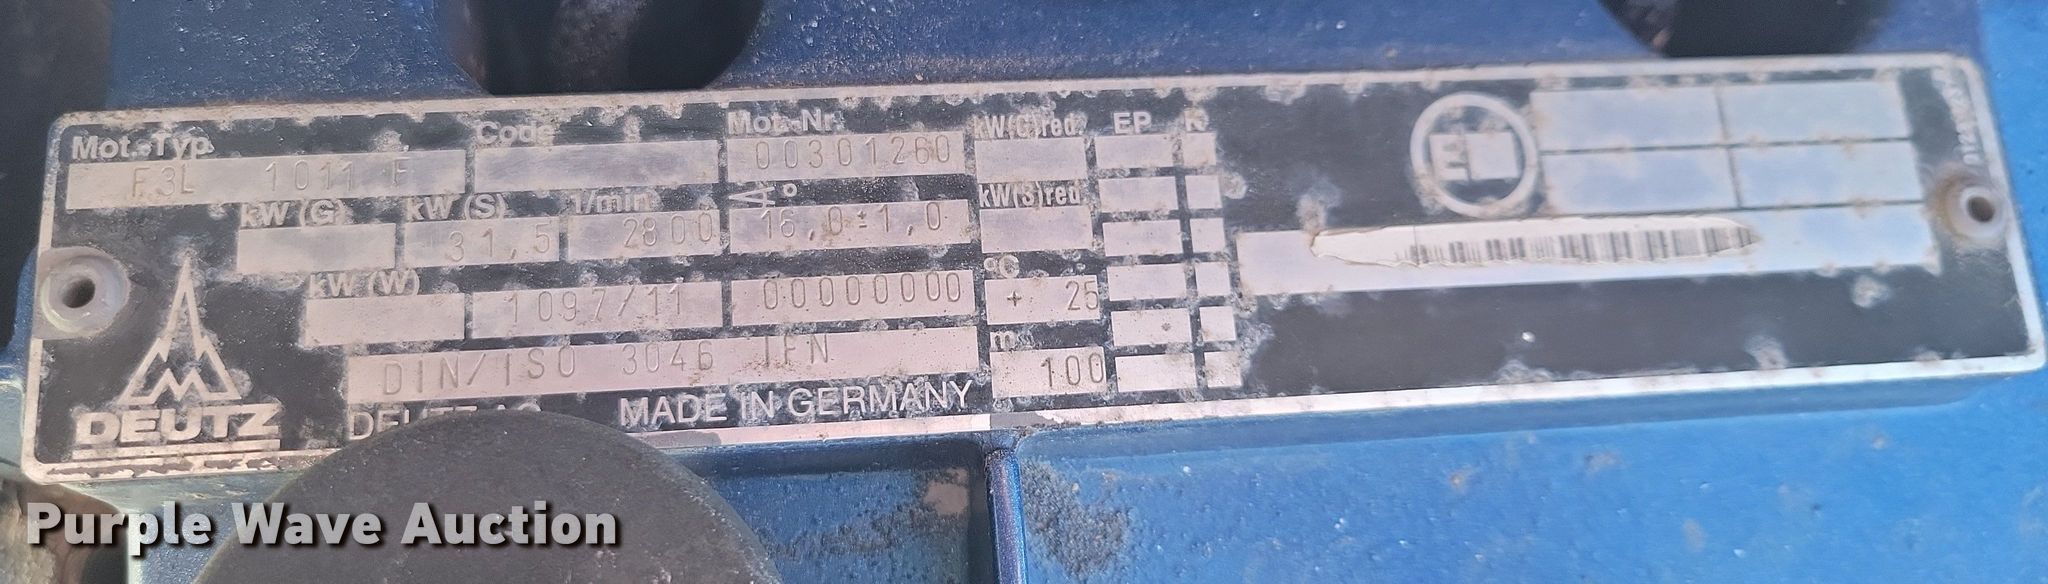 Mot.-Typ Code Mot.-Nr. kW(G)red. EP K
F3L 1011 F 00301260
kW (G) kW (S) 1/min ° kW(S)red
31,5 2800 16,0±1,0
kW (W) °C
1097/11 00000000 + 25
DIN/ISO 3046 IFN m
100
DEUTZ MADE IN GERMANY
Purple Wave Auction